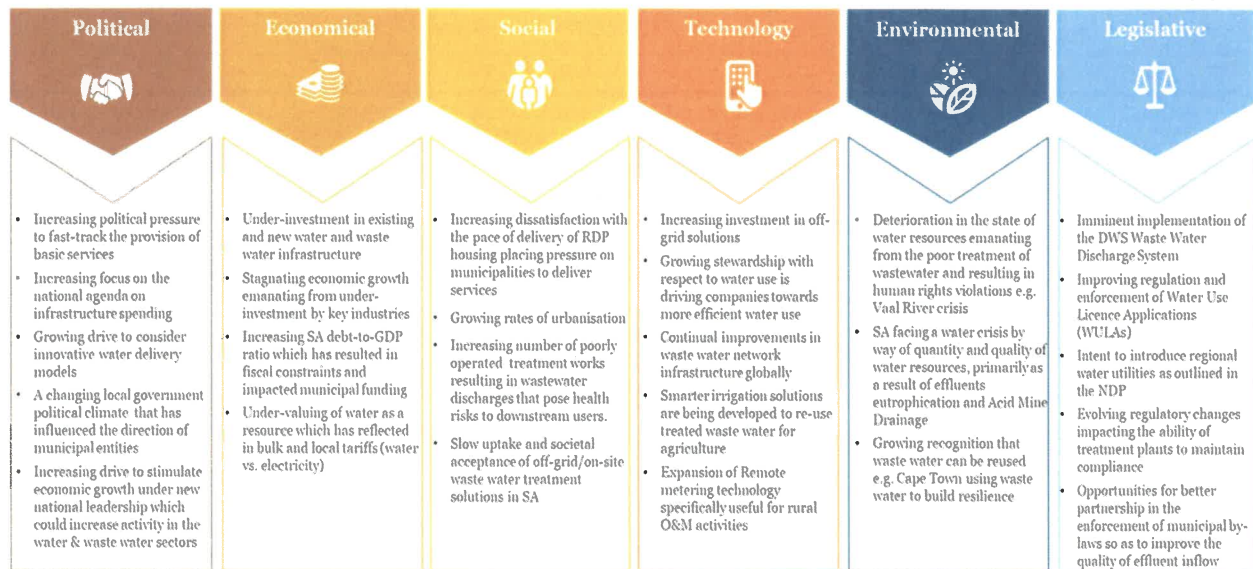 Political
Increasing political pressure
to fast-track the provision of
basic services
Increasing focus on the
national agenda on
infrastructure spending
Growing drive to consider
innovative water delivery
models
A changing local government
political climate that has
influenced the direction of
municipal entities
Increasing drive to stimulate
economic growth under new
national leadership which
could increase activity in the
water & waste water sectors
Economical
Under-investment in existing
and new water and waste
water infrastructure
Stagnating economic growth
emanating from under-
investment by key industries
Increasing SA debt-to-GDP
ratio which has resulted in
fiscal constraints and
impacted municipal funding
Under-valuing of water as a
resource which has reflected
in bulk and local tariffs (water
vs. electricity)
Social
Increasing dissatisfaction with
the pace of delivery of RDP
housing placing pressure on
municipalities to deliver
services
Growing rates of urbanisation
Increasing number of poorly
operated treatment works
resulting in wastewater
discharges that pose health
risks to downstream users.
Slow uptake and societal
acceptance of off-grid/on-site
waste water treatment
solutions in SA
Technology
Increasing investment in off-
grid solutions
Growing stewardship with
respect to water use is
driving companies towards
more efficient water use
Continual improvements in
waste water network
infrastructure globally
Smarter irrigation solutions
are being developed to re-use
treated waste water for
agriculture
Expansion of Remote
metering technology
specifically useful for rural
O&M activities
Environmental
Deterioration in the state of
water resources emanating
from the poor treatment of
wastewater and resulting in
human rights violations e.g.
Vaal River crisis
SA facing a water crisis by
way of quantity and quality of
water resources, primarily as
a result of effluents
eutrophication and Acid Mine
Drainage
Growing recognition that
waste water can be reused
e.g. Cape Town using waste
water to build resilience
Legislative
Imminent implementation of
the DWS Waste Water
Discharge System
Improving regulation and
enforcement of Water Use
Licence Applications
(WULAs)
Intent to introduce regional
water utilities as outlined in
the NDP
Evolving regulatory changes
impacting the ability of
treatment plants to maintain
compliance
Opportunities for better
partnership in the
enforcement of municipal by-
laws so as to improve the
quality of effluent inflow